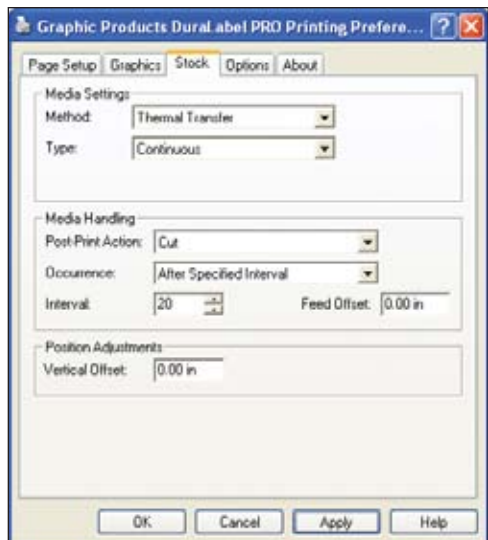 Graphic Products DuraLabel PRO Printing Prefere... ?
Page Setup Graphics Stock Options About
Media Settings
Method: Thermal Transfer
Type: Continuous
Media Handling
Post-Print Action: Cut
Occurrence: After Specified Interval
Interval: 20 Feed Offset: 0.00 in
Position Adjustments
Vertical Offset: 0.00 in
OK Cancel Apply Help